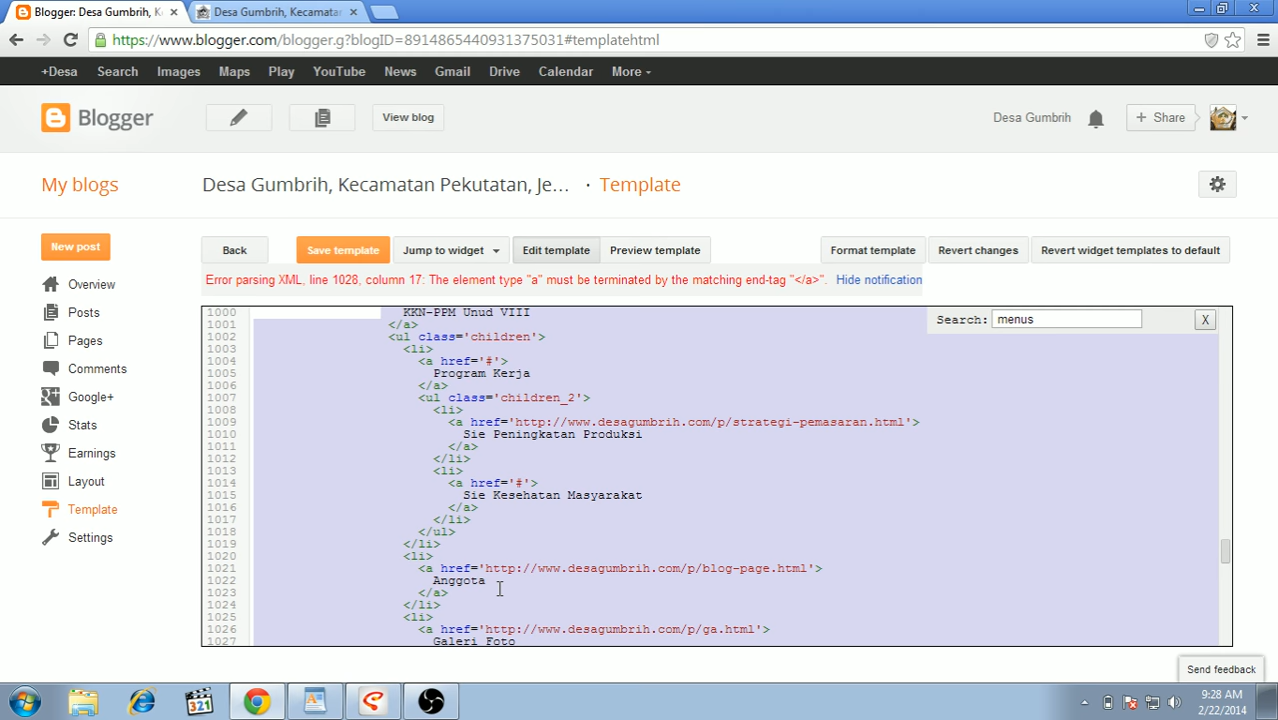 Blogger: Desa Gumbrih, K
Desa Gumbrih, Kecamatan
https://www.blogger.com/blogger.g?blogID=8914865440931375031#templatehtml
+Desa Search Images Maps Play YouTube News Gmail Drive Calendar More
Blogger
View blog
Desa Gumbrih
+ Share
My blogs
Desa Gumbrih, Kecamatan Pekutatan, Je... · Template
New post
Overview
Posts
Pages
Comments
Google+
Stats
Earnings
Layout
Template
Settings
Back
Save template
Jump to widget
Edit template
Preview template
Format template
Revert changes
Revert widget templates to default
Error parsing XML, line 1028, column 17: The element type "a" must be terminated by the matching end-tag "</a>". Hide notification
Search: menus X
1000 KKN-PPM Unud VIII
1001 </a>
1002 <ul class='children'>
1003 <li>
1004 <a href='#'>
1005 Program Kerja
1006 </a>
1007 <ul class='children_2'>
1008 <li>
1009 <a href='http://www.desagumbrih.com/p/strategi-pemasaran.html'>
1010 Sie Peningkatan Produksi
1011 </a>
1012 </li>
1013 <li>
1014 <a href='#'>
1015 Sie Kesehatan Masyarakat
1016 </a>
1017 </li>
1018 </ul>
1019 </li>
1020 <li>
1021 <a href='http://www.desagumbrih.com/p/blog-page.html'>
1022 Anggota
1023 </a>
1024 </li>
1025 <li>
1026 <a href='http://www.desagumbrih.com/p/ga.html'>
1027 Galeri Foto
Send feedback
321
9:28 AM
2/22/2014